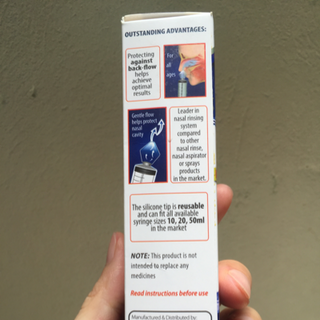 OUTSTANDING ADVANTAGES:
Protecting
against
back-flow
helps
achieve
optimal
results
For
all
ages
Gentle flow
helps protect
nasal
cavity
Leader in
nasal rinsing
system
compared to
other nasal
rinse,
nasal aspirator
or sprays
products
in the market.
The silicone tip is reusable
and can fit all available
syringe sizes 10, 20, 50ml
in the market
NOTE: This product is not
intended to replace any
medicines
Read instructions before use
Manufactured & Distributed by: